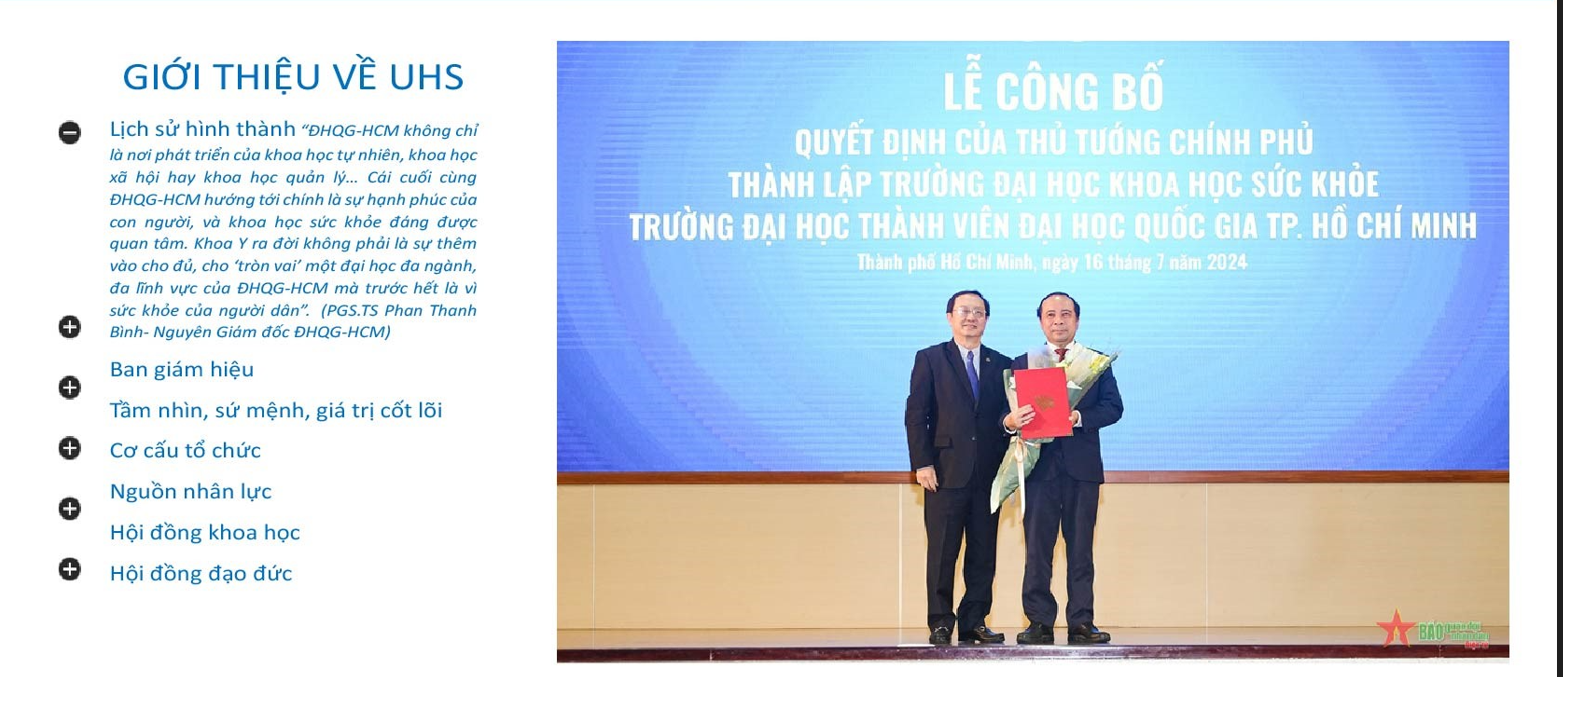 GIỚI THIỆU VỀ UHS
Lịch sử hình thành “ĐHQG-HCM không chỉ
là nơi phát triển của khoa học tự nhiên, khoa học
xã hội hay khoa học quản lý... Cái cuối cùng
ĐHQG-HCM hướng tới chính là sự hạnh phúc của
con người, và khoa học sức khỏe đáng được
quan tâm. Khoa Y ra đời không phải là sự thêm
vào cho đủ, cho ‘tròn vai’ một đại học đa ngành,
đa lĩnh vực của ĐHQG-HCM mà trước hết là vì
sức khỏe của người dân”. (PGS.TS Phan Thanh
Bình- Nguyên Giám đốc ĐHQG-HCM)
Ban giám hiệu
Tầm nhìn, sứ mệnh, giá trị cốt lõi
Cơ cấu tổ chức
Nguồn nhân lực
Hội đồng khoa học
Hội đồng đạo đức
LỄ CÔNG BỐ
QUYẾT ĐỊNH CỦA THỦ TƯỚNG CHÍNH PHỦ
THÀNH LẬP TRƯỜNG ĐẠI HỌC KHOA HỌC SỨC KHỎE
TRƯỜNG ĐẠI HỌC THÀNH VIÊN ĐẠI HỌC QUỐC GIA TP. HỒ CHÍ MINH
Thành phố Hồ Chí Minh, ngày 16 tháng 7 năm 2024
BÁO